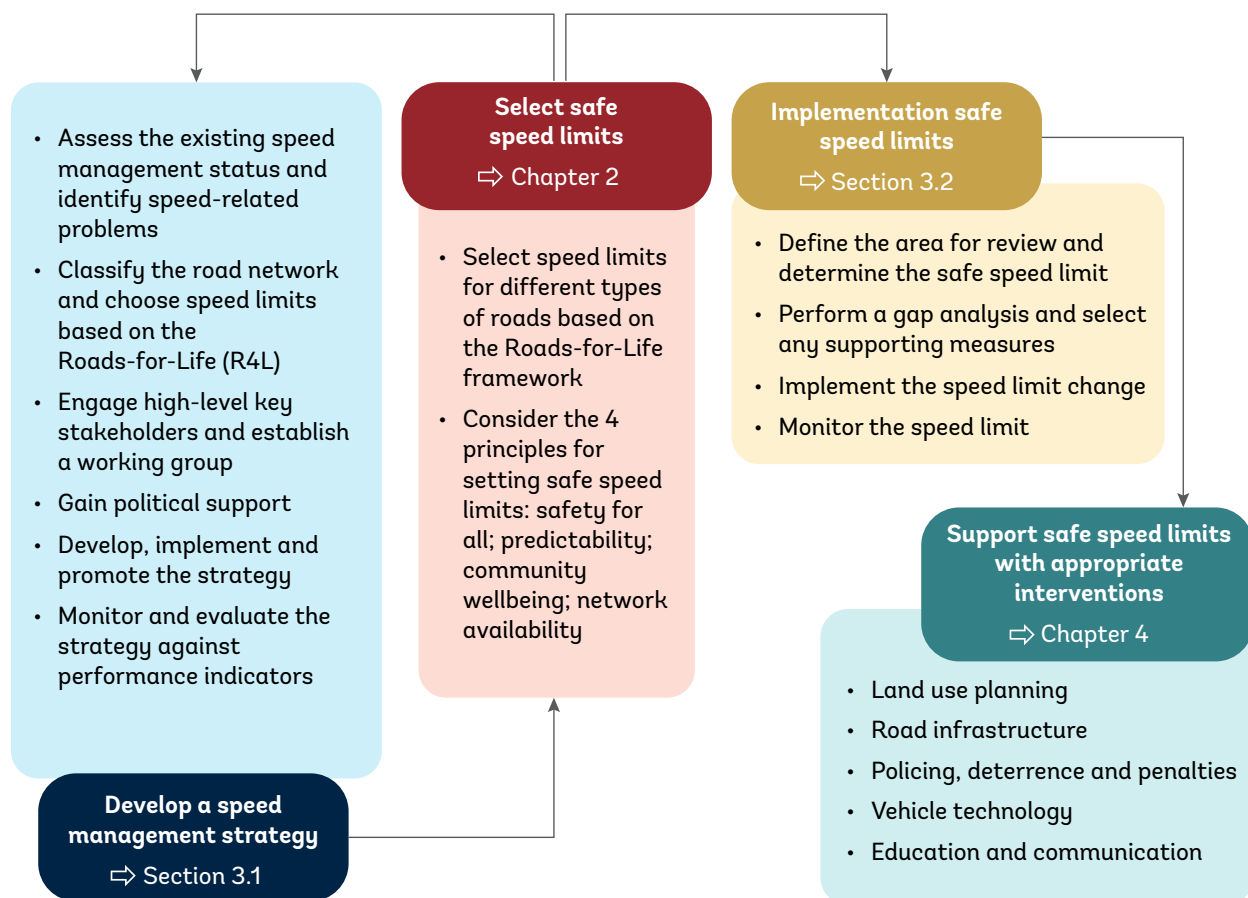 • Assess the existing speed
management status and
identify speed-related
problems
• Classify the road network
and choose speed limits
based on the
Roads-for-Life (R4L)
• Engage high-level key
stakeholders and establish
a working group
• Gain political support
• Develop, implement and
promote the strategy
• Monitor and evaluate the
strategy against
performance indicators
Develop a speed
management strategy
⇨ Section 3.1
Select safe
speed limits
⇨ Chapter 2
• Select speed limits
for different types
of roads based on
the Roads-for-Life
framework
• Consider the 4
principles for
setting safe speed
limits: safety for
all; predictability;
community
wellbeing; network
availability
Implementation safe
speed limits
⇨ Section 3.2
• Define the area for review and
determine the safe speed limit
• Perform a gap analysis and select
any supporting measures
• Implement the speed limit change
• Monitor the speed limit
Support safe speed limits
with appropriate
interventions
⇨ Chapter 4
• Land use planning
• Road infrastructure
• Policing, deterrence and penalties
• Vehicle technology
• Education and communication